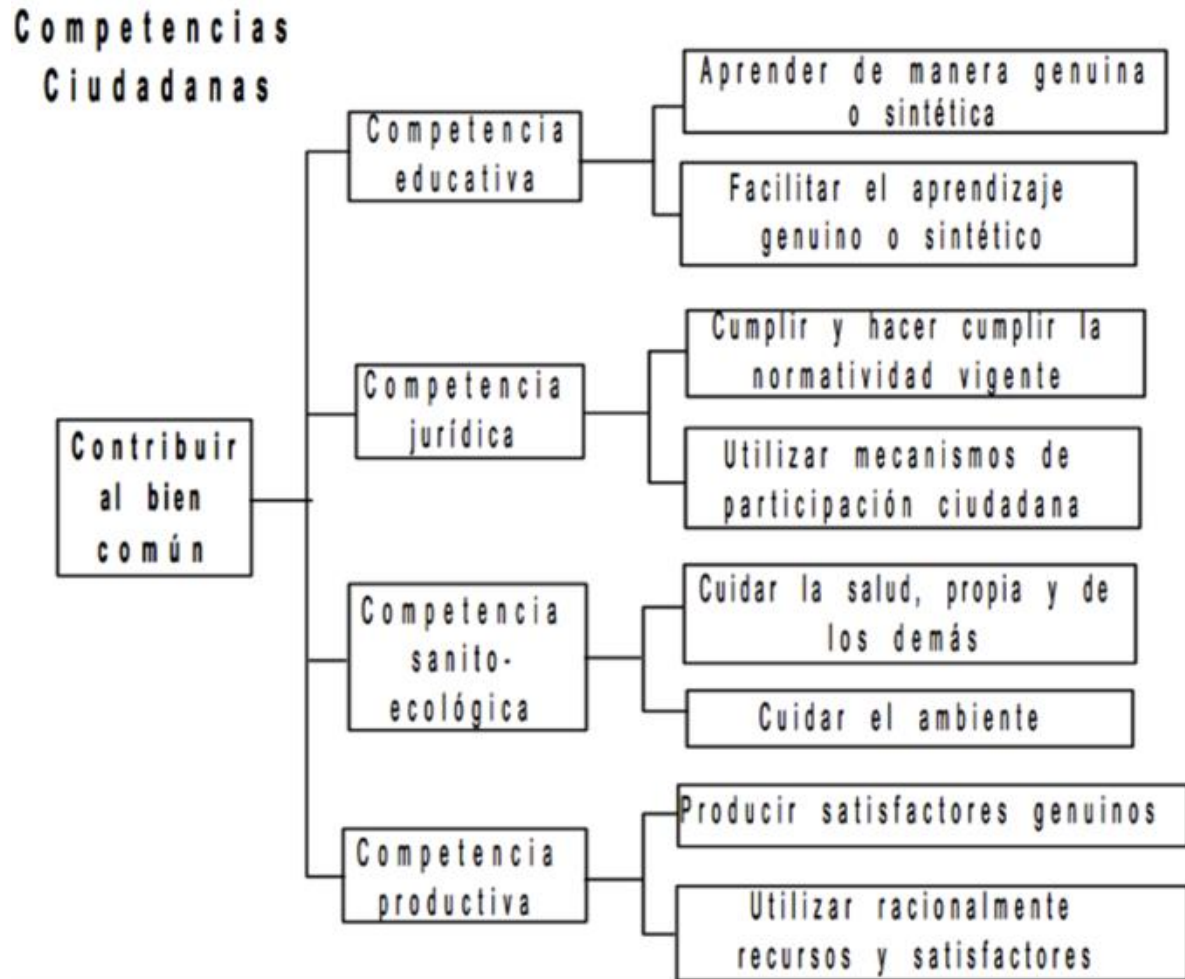 Competencias
Ciudadanas
Contribuir
al bien
común
Competencia
educativa
Aprender de manera genuina
o sintética
Facilitar el aprendizaje
genuino o sintético
Competencia
jurídica
Cumplir y hacer cumplir la
normatividad vigente
Utilizar mecanismos de
participación ciudadana
Competencia
sanito-
ecológica
Cuidar la salud, propia y de
los demás
Cuidar el ambiente
Competencia
productiva
Producir satisfactores genuinos
Utilizar racionalmente
recursos y satisfactores